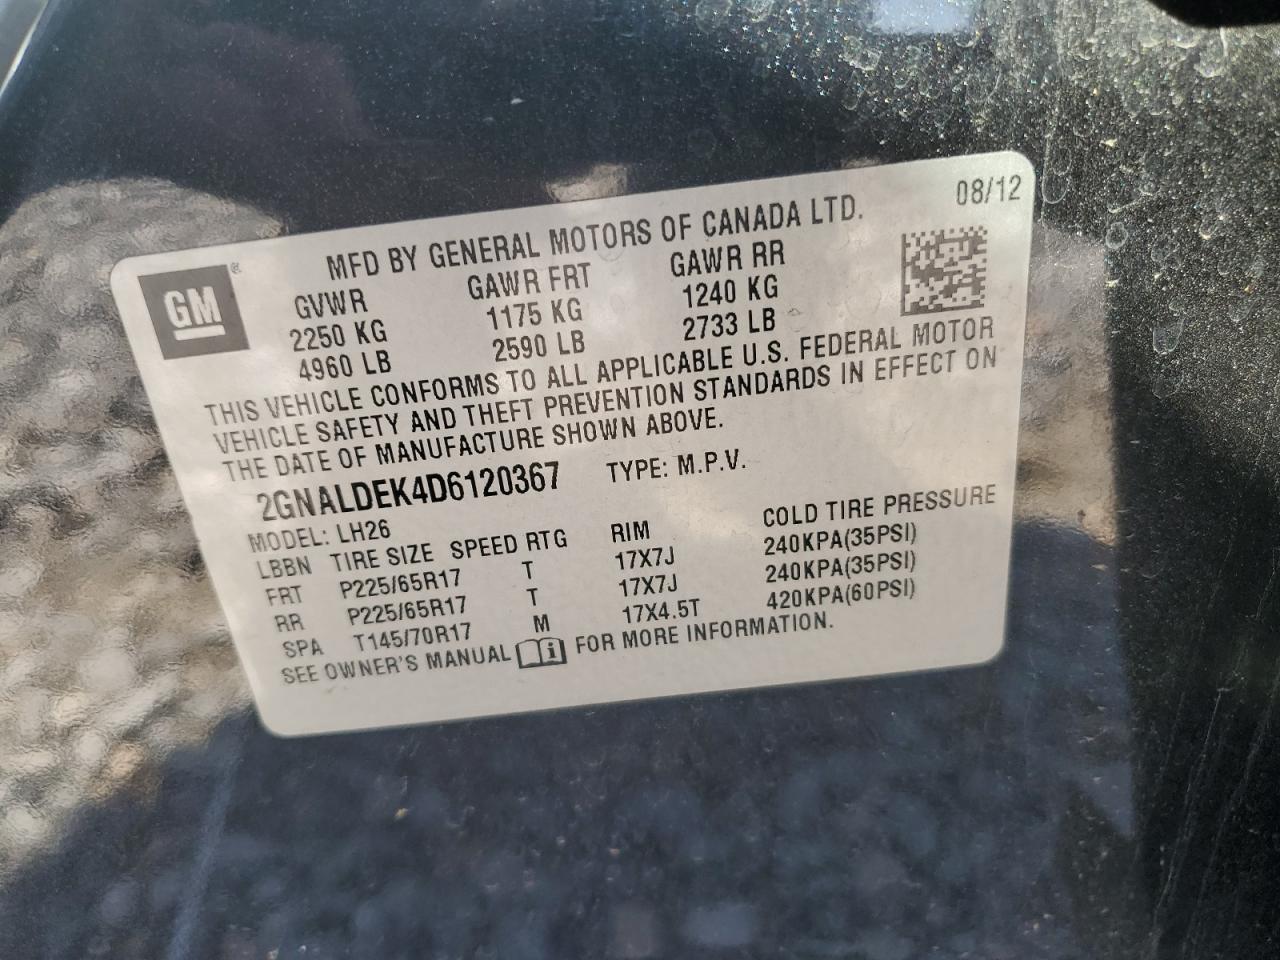 08/12
MFD BY GENERAL MOTORS OF CANADA LTD.
GM ®
GVWR GAWR FRT GAWR RR
2250 KG 1175 KG 1240 KG
4960 LB 2590 LB 2733 LB
THIS VEHICLE CONFORMS TO ALL APPLICABLE U.S. FEDERAL MOTOR
VEHICLE SAFETY AND THEFT PREVENTION STANDARDS IN EFFECT ON
THE DATE OF MANUFACTURE SHOWN ABOVE.
2GNALDEK4D6120367 TYPE: M.P.V.
MODEL: LH26
LBBN TIRE SIZE SPEED RTG RIM COLD TIRE PRESSURE
FRT P225/65R17 T 17X7J 240KPA(35PSI)
RR P225/65R17 T 17X7J 240KPA(35PSI)
SPA T145/70R17 M 17X4.5T 420KPA(60PSI)
SEE OWNER'S MANUAL i FOR MORE INFORMATION.